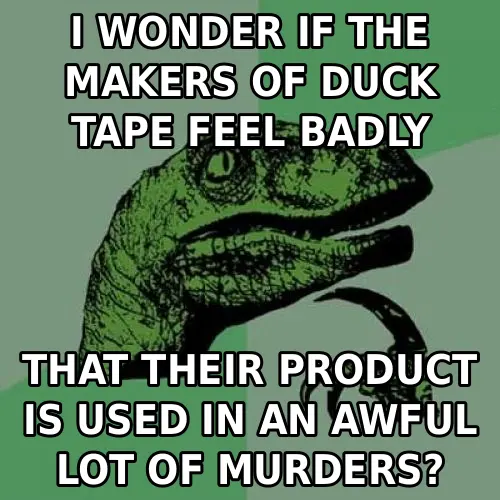 I WONDER IF THE
MAKERS OF DUCK
TAPE FEEL BADLY
THAT THEIR PRODUCT
IS USED IN AN AWFUL
LOT OF MURDERS?